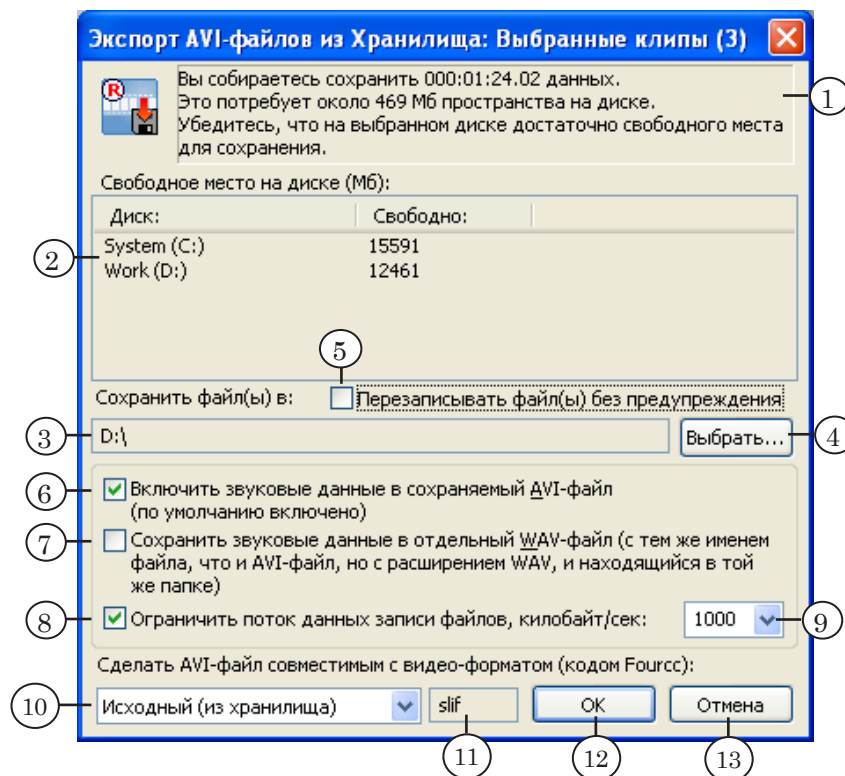 Экспорт AVI-файлов из Хранилища: Выбранные клипы (3)
R
Вы собираетесь сохранить 000:01:24.02 данных.
Это потребует около 469 Мб пространства на диске.
Убедитесь, что на выбранном диске достаточно свободного места
для сохранения.
1
Свободное место на диске (Мб):
Диск: Свободно:
System (C:) 15591
2
Work (D:) 12461
5
Сохранить файл(ы) в: Перезаписывать файл(ы) без предупреждения
3 D:\ Выбрать... 4
6 Включить звуковые данные в сохраняемый AVI-файл
(по умолчанию включено)
7 Сохранить звуковые данные в отдельный WAV-файл (с тем же именем
файла, что и AVI-файл, но с расширением WAV, и находящийся в той
же папке)
8 Ограничить поток данных записи файлов, килобайт/сек: 1000 9
Сделать AVI-файл совместимым с видео-форматом (кодом Fourcc):
10 Исходный (из хранилища) slif OK Отмена
11 12 13